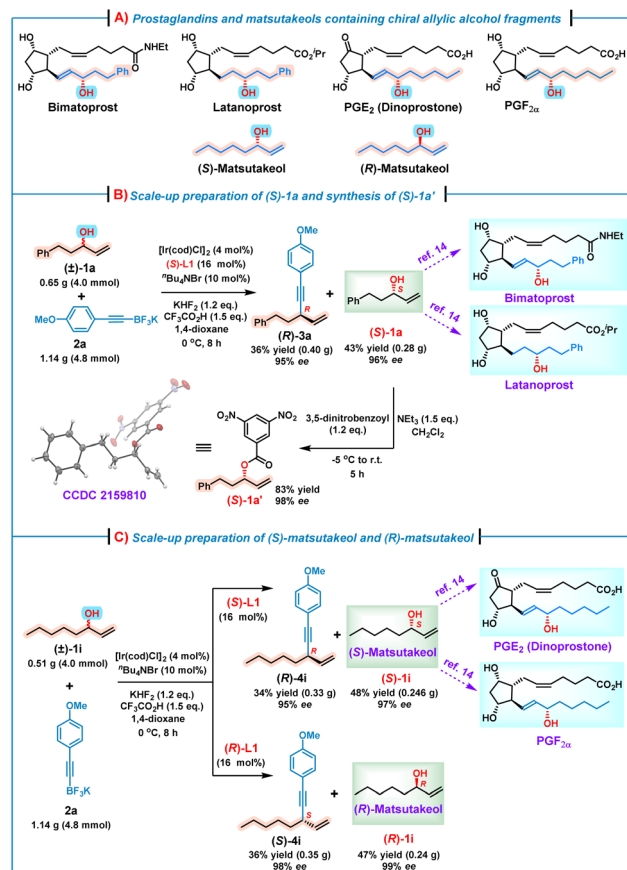 A) Prostaglandins and matsutakeols containing chiral allylic alcohol fragments
HO
O
NHEt
Ph
HO
OH
Bimatoprost
HO
CO₂ⁱPr
Ph
HO
OH
Latanoprost
O
CO₂H
HO
OH
PGE₂ (Dinoprostone)
HO
CO₂H
HO
OH
PGF₂α
OH
(S)-Matsutakeol
OH
(R)-Matsutakeol
B) Scale-up preparation of (S)-1a and synthesis of (S)-1a'
OH
Ph
(±)-1a
0.65 g (4.0 mmol)
+
MeO
BF₃K
2a
1.14 g (4.8 mmol)
[Ir(cod)Cl]₂ (4 mol%)
(S)-L1 (16 mol%)
ⁿBu₄NBr (10 mol%)
KHF₂ (1.2 eq.)
CF₃CO₂H (1.5 eq.)
1,4-dioxane
0 °C, 8 h
OMe
R
Ph
(R)-3a
36% yield (0.40 g)
95% ee
+
OH
S
Ph
(S)-1a
43% yield (0.28 g)
96% ee
ref. 14
ref. 14
HO
O
NHEt
Ph
HO
OH
Bimatoprost
HO
CO₂ⁱPr
Ph
HO
OH
Latanoprost
3,5-dinitrobenzoyl
(1.2 eq.)
NEt₃ (1.5 eq.)
CH₂Cl₂
-5 °C to r.t.
5 h
O₂N
NO₂
O
O
Ph
(S)-1a'
83% yield
98% ee
≡
CCDC 2159810
C) Scale-up preparation of (S)-matsutakeol and (R)-matsutakeol
OH
(±)-1i
0.51 g (4.0 mmol)
+
OMe
BF₃K
2a
1.14 g (4.8 mmol)
[Ir(cod)Cl]₂ (4 mol%)
ⁿBu₄NBr (10 mol%)
KHF₂ (1.2 eq.)
CF₃CO₂H (1.5 eq.)
1,4-dioxane
0 °C, 8 h
(S)-L1
(16 mol%)
OMe
R
(R)-4i
34% yield (0.33 g)
95% ee
+
OH
S
(S)-Matsutakeol
(S)-1i
48% yield (0.246 g)
97% ee
ref. 14
ref. 14
O
CO₂H
HO
OH
PGE₂ (Dinoprostone)
HO
CO₂H
HO
OH
PGF₂α
(R)-L1
(16 mol%)
OMe
S
(S)-4i
36% yield (0.35 g)
98% ee
+
OH
R
(R)-Matsutakeol
(R)-1i
47% yield (0.24 g)
99% ee